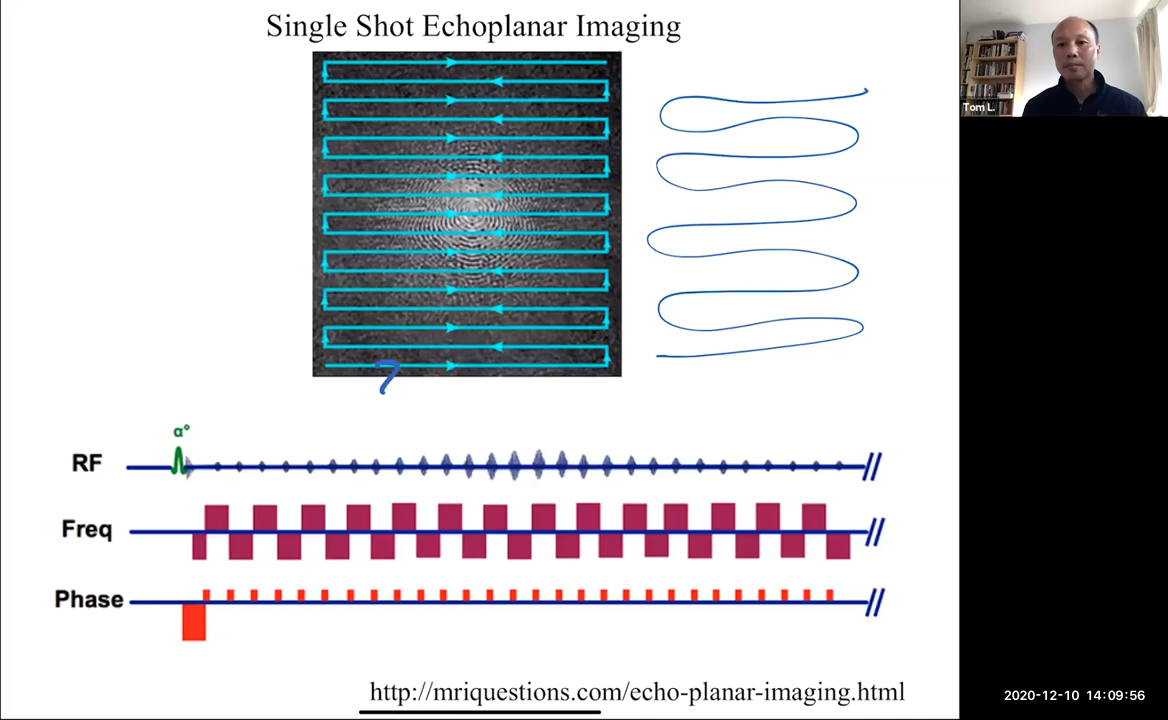 Single Shot Echoplanar Imaging
Tom L.
α°
RF
Freq
Phase
http://mriquestions.com/echo-planar-imaging.html
2020-12-10 14:09:56